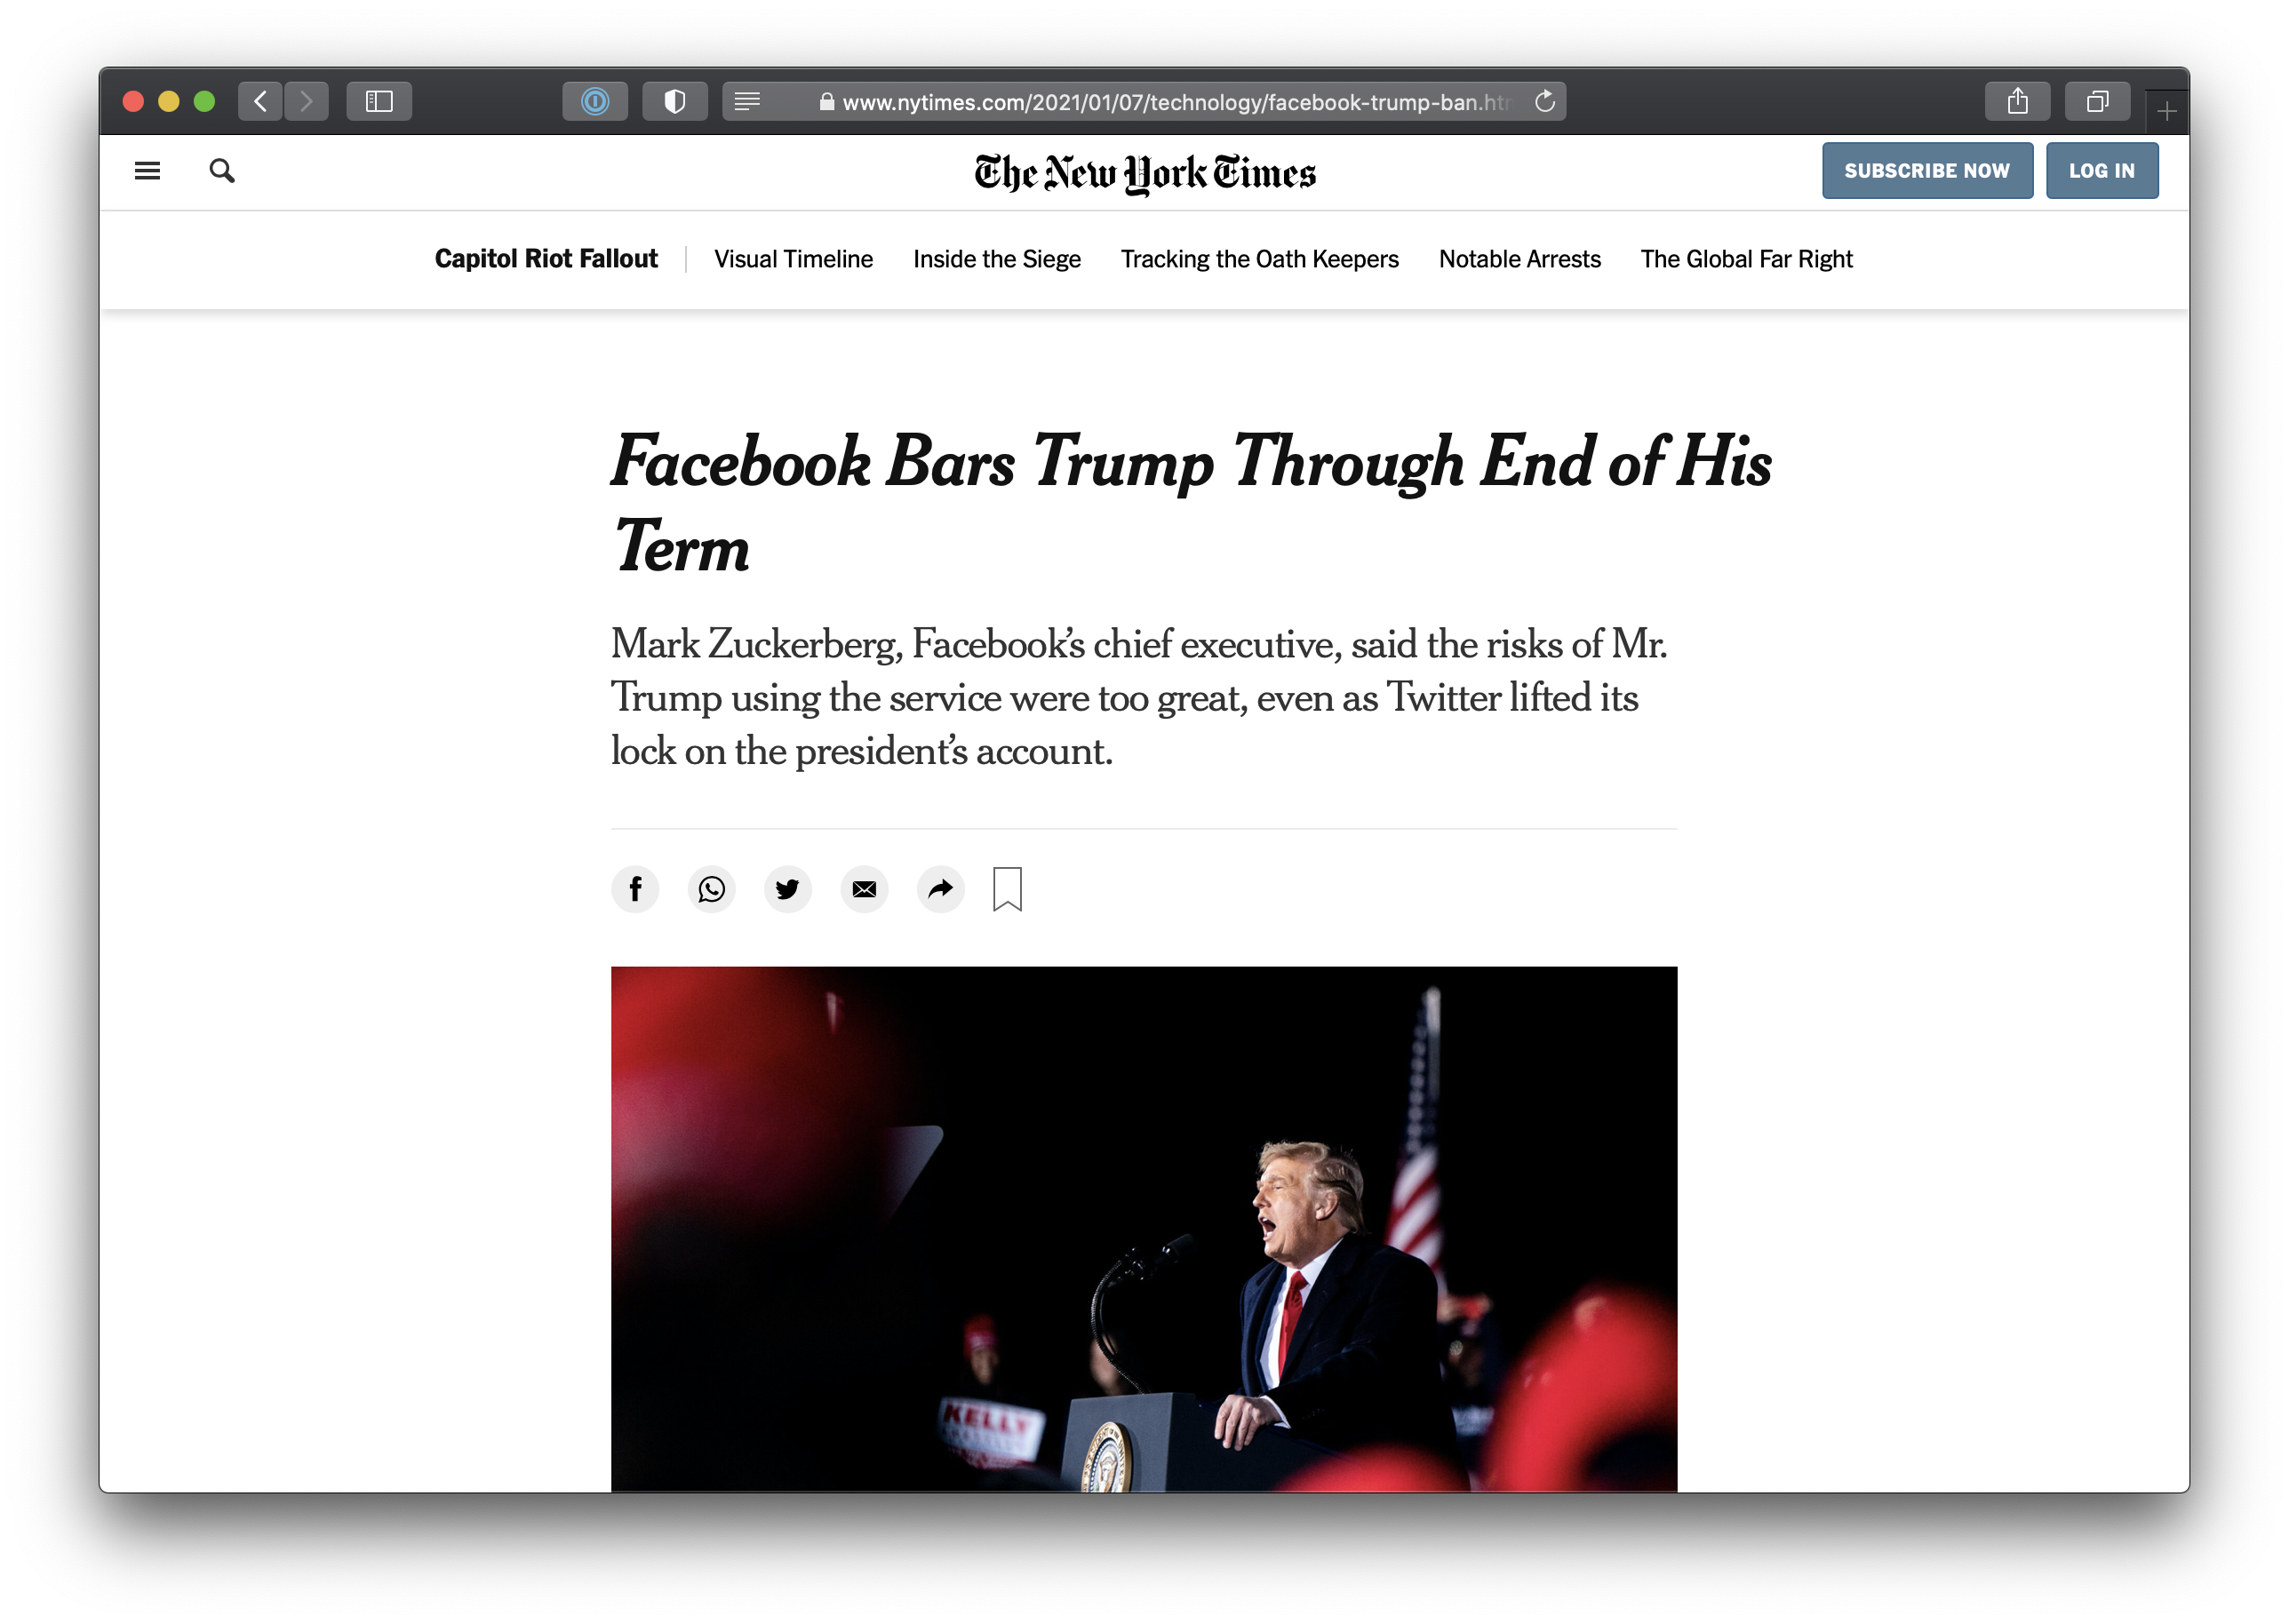 www.nytimes.com/2021/01/07/technology/facebook-trump-ban.htm
The New York Times
SUBSCRIBE NOW
LOG IN
Capitol Riot Fallout
Visual Timeline
Inside the Siege
Tracking the Oath Keepers
Notable Arrests
The Global Far Right
Facebook Bars Trump Through End of His
Term
Mark Zuckerberg, Facebook’s chief executive, said the risks of Mr.
Trump using the service were too great, even as Twitter lifted its
lock on the president’s account.
KELLY